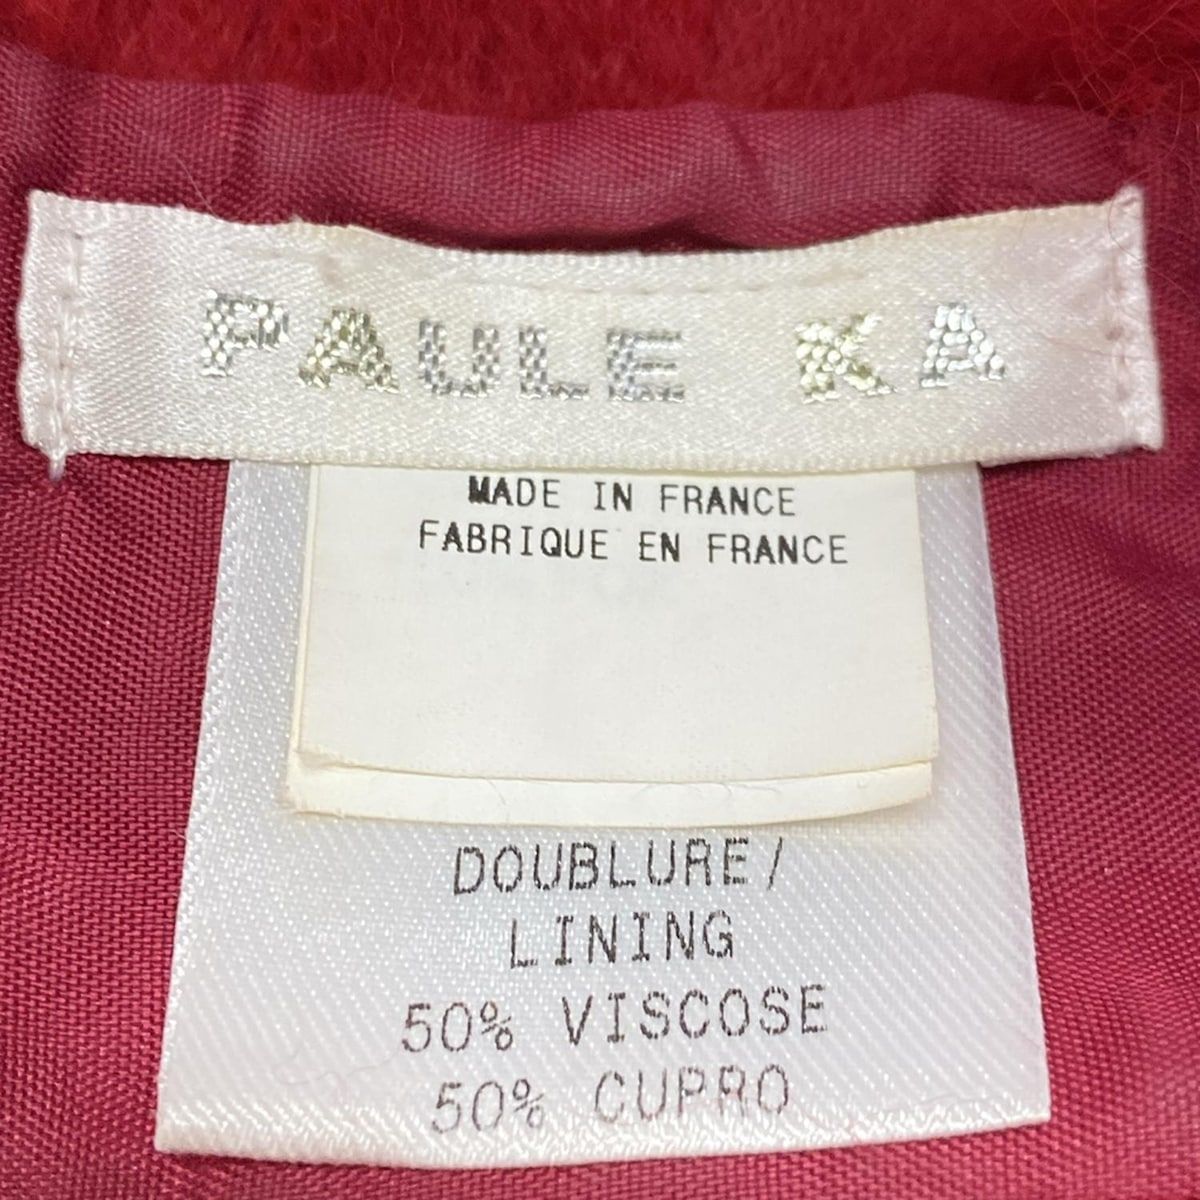 PAULE KA
MADE IN FRANCE
FABRIQUE EN FRANCE
DOUBLURE/
LINING
50% VISCOSE
50% CUPRO